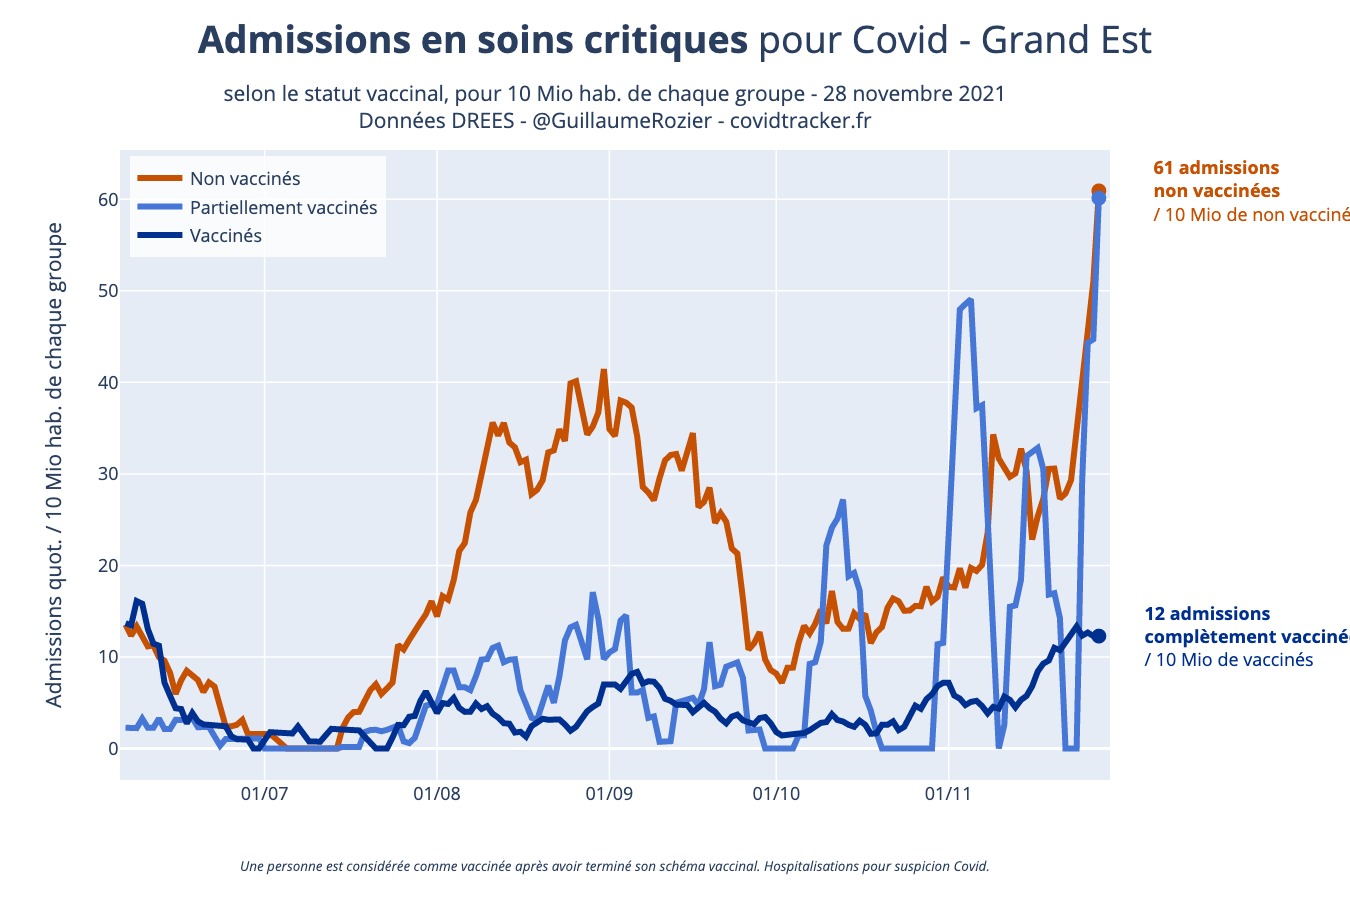 Admissions en soins critiques pour Covid - Grand Est
selon le statut vaccinal, pour 10 Mio hab. de chaque groupe - 28 novembre 2021
Données DREES - @GuillaumeRozier - covidtracker.fr
Non vaccinés
Partiellement vaccinés
Vaccinés
61 admissions
non vaccinées
/ 10 Mio de non vacciné
Admissions quot. / 10 Mio hab. de chaque groupe
60
50
40
30
20
10
0
12 admissions
complètement vacciné
/ 10 Mio de vaccinés
01/07 01/08 01/09 01/10 01/11
Une personne est considérée comme vaccinée après avoir terminé son schéma vaccinal. Hospitalisations pour suspicion Covid.